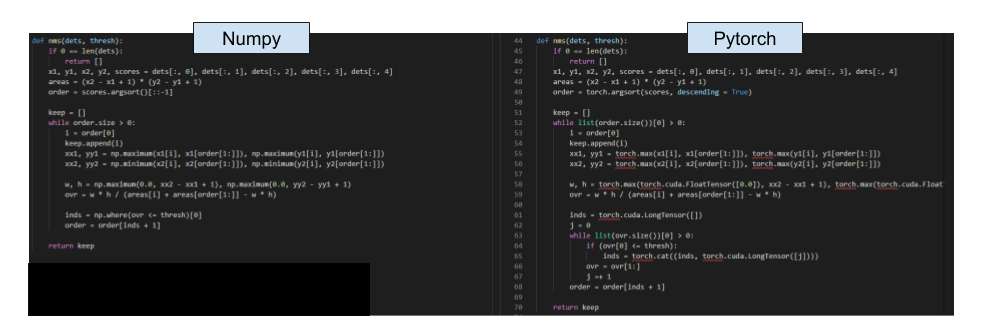 Numpy
def nms(dets, thresh):
if 0 == len(dets):
return []
x1, y1, x2, y2, scores = dets[:, 0], dets[:, 1], dets[:, 2], dets[:, 3], dets[:, 4]
areas = (x2 - x1 + 1) * (y2 - y1 + 1)
order = scores.argsort()[::-1]
keep = []
while order.size > 0:
i = order[0]
keep.append(i)
xx1, yy1 = np.maximum(x1[i], x1[order[1:]]), np.maximum(y1[i], y1[order[1:]])
xx2, yy2 = np.minimum(x2[i], x2[order[1:]]), np.minimum(y2[i], y2[order[1:]])
w, h = np.maximum(0.0, xx2 - xx1 + 1), np.maximum(0.0, yy2 - yy1 + 1)
ovr = w * h / (areas[i] + areas[order[1:]] - w * h)
inds = np.where(ovr <= thresh)[0]
order = order[inds + 1]
return keep
Pytorch
44 def nms(dets, thresh):
45 if 0 == len(dets):
46 return []
47 x1, y1, x2, y2, scores = dets[:, 0], dets[:, 1], dets[:, 2], dets[:, 3], dets[:, 4]
48 areas = (x2 - x1 + 1) * (y2 - y1 + 1)
49 order = torch.argsort(scores, descending = True)
50
51 keep = []
52 while list(order.size())[0] > 0:
53 i = order[0]
54 keep.append(i)
55 xx1, yy1 = torch.max(x1[i], x1[order[1:]]), torch.max(y1[i], y1[order[1:]])
56 xx2, yy2 = torch.max(x2[i], x2[order[1:]]), torch.max(y2[i], y2[order[1:]])
57
58 w, h = torch.max(torch.cuda.FloatTensor([0.0]), xx2 - xx1 + 1), torch.max(torch.cuda.Float
59 ovr = w * h / (areas[i] + areas[order[1:]] - w * h)
60
61 inds = torch.cuda.LongTensor([])
62 j = 0
63 while list(ovr.size())[0] > 0:
64 if (ovr[0] <= thresh):
65 inds = torch.cat((inds, torch.cuda.LongTensor([j])))
66 ovr = ovr[1:]
67 j += 1
68 order = order[inds + 1]
69
70 return keep